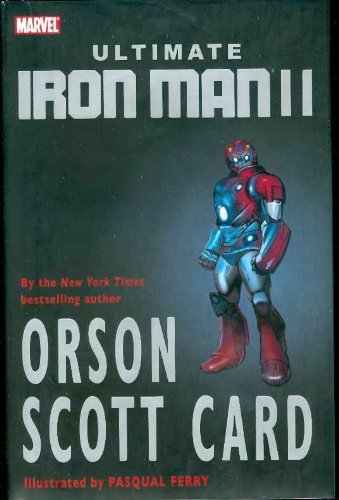 MARVEL
ULTIMATE
IRON MAN II
By the New York Times
bestselling author
ORSON
SCOTT CARD
Illustrated by PASQUAL FERRY